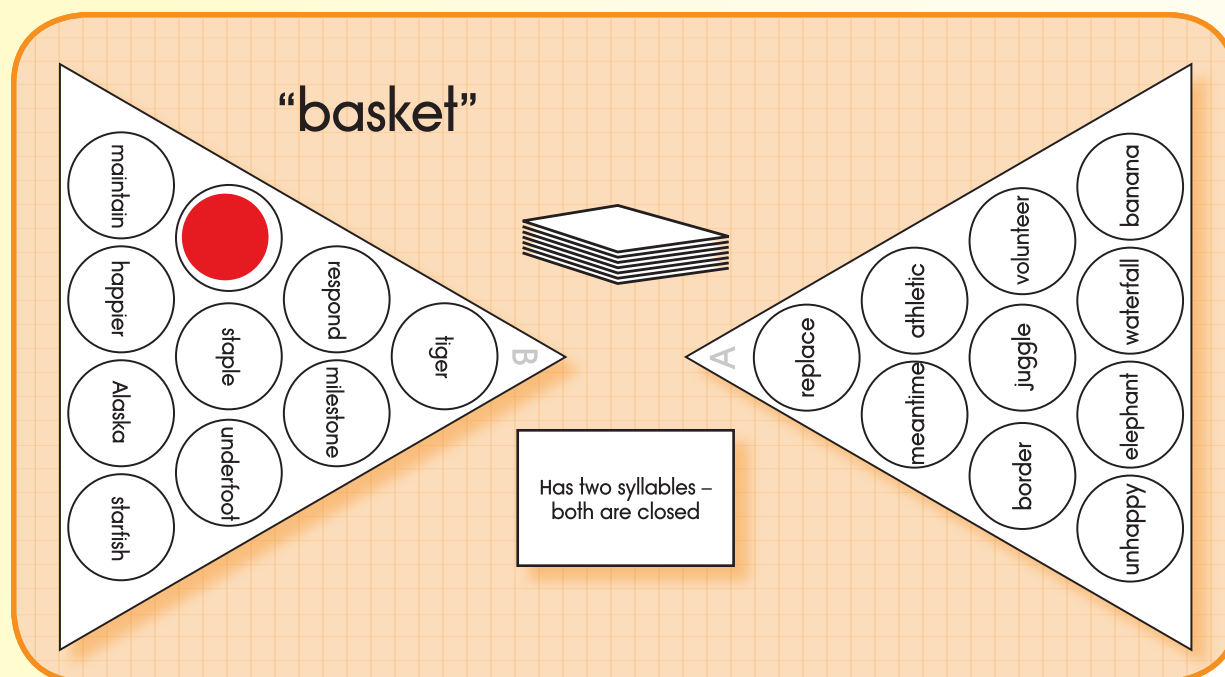 “basket”
maintain
happier
Alaska
starfish
staple
underfoot
respond
milestone
tiger
B
A
replace
athletic
meantime
volunteer
juggle
border
banana
waterfall
elephant
unhappy
Has two syllables –
both are closed